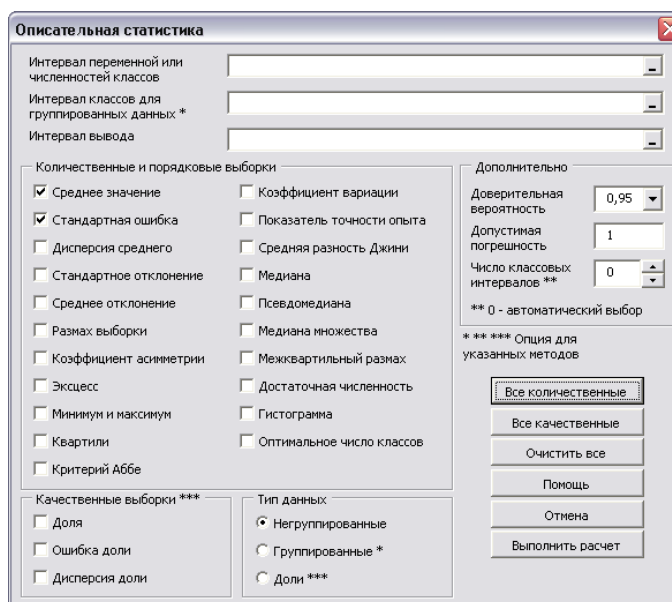 Описательная статистика
Интервал переменной или
численностей классов
Интервал классов для
группированных данных *
Интервал вывода
Количественные и порядковые выборки
Среднее значение
Стандартная ошибка
Дисперсия среднего
Стандартное отклонение
Среднее отклонение
Размах выборки
Коэффициент асимметрии
Эксцесс
Минимум и максимум
Квартили
Критерий Аббе
Коэффициент вариации
Показатель точности опыта
Средняя разность Джини
Медиана
Псевдомедиана
Медиана множества
Межквартильный размах
Достаточная численность
Гистограмма
Оптимальное число классов
Дополнительно
Доверительная
вероятность
0,95
Допустимая
погрешность
1
Число классовых
интервалов **
0
** 0 - автоматический выбор
* ** *** Опция для
указанных методов
Все количественные
Все качественные
Очистить все
Помощь
Отмена
Выполнить расчет
Качественные выборки ***
Доля
Ошибка доли
Дисперсия доли
Тип данных
Негруппированные
Группированные *
Доли ***